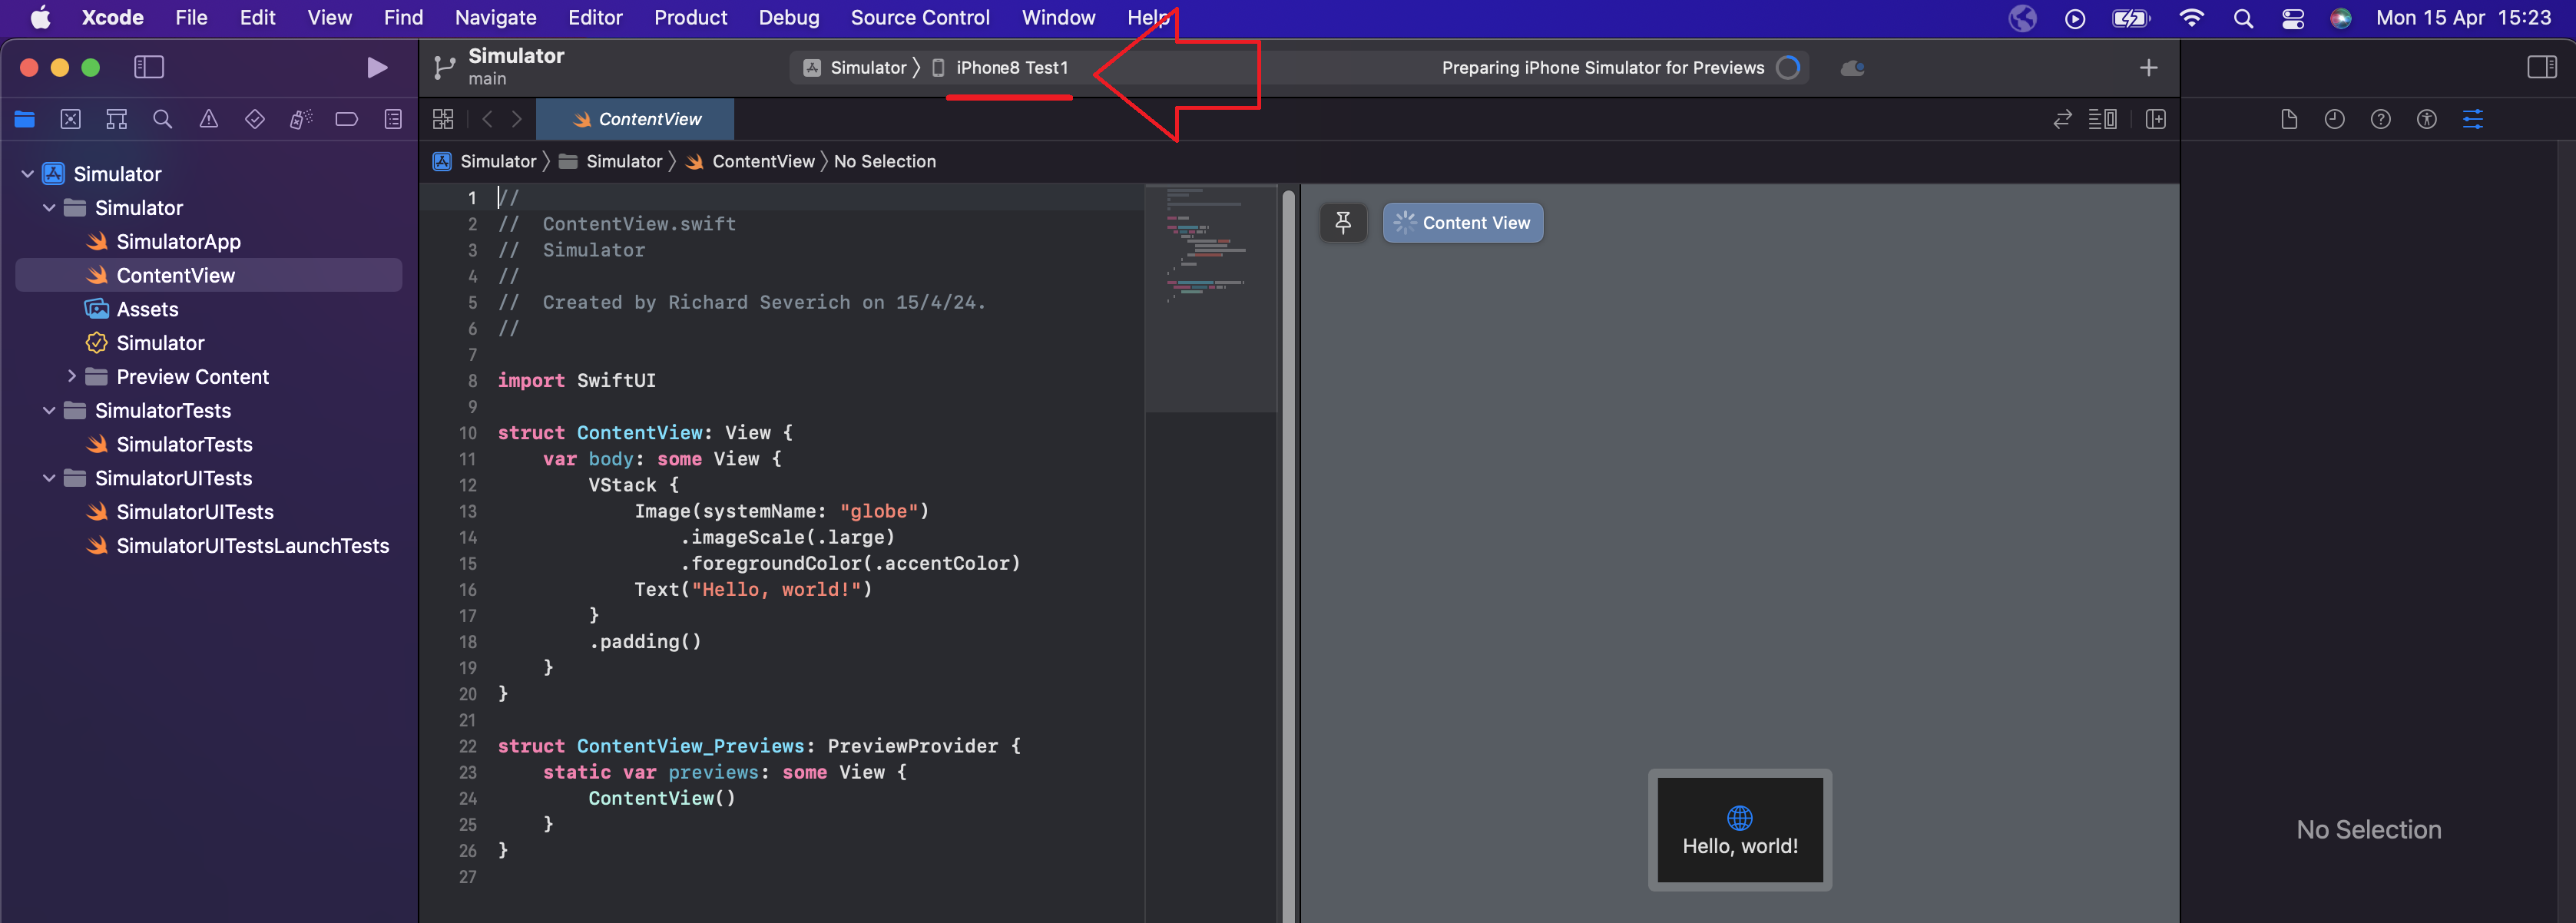 Xcode File Edit View Find Navigate Editor Product Debug Source Control Window Help Mon 15 Apr 15:23
Simulator
main
Simulator iPhone8 Test1 Preparing iPhone Simulator for Previews
ContentView
Simulator Simulator ContentView No Selection
Simulator
Simulator
SimulatorApp
ContentView
Assets
Simulator
Preview Content
SimulatorTests
SimulatorTests
SimulatorUITests
SimulatorUITests
SimulatorUITestsLaunchTests
1 //
2 //  ContentView.swift
3 //  Simulator
4 //
5 //  Created by Richard Severich on 15/4/24.
6 //
7
8 import SwiftUI
9
10 struct ContentView: View {
11     var body: some View {
12         VStack {
13             Image(systemName: "globe")
14                 .imageScale(.large)
15                 .foregroundColor(.accentColor)
16             Text("Hello, world!")
17         }
18         .padding()
19     }
20 }
21
22 struct ContentView_Previews: PreviewProvider {
23     static var previews: some View {
24         ContentView()
25     }
26 }
27
Content View
Hello, world!
No Selection